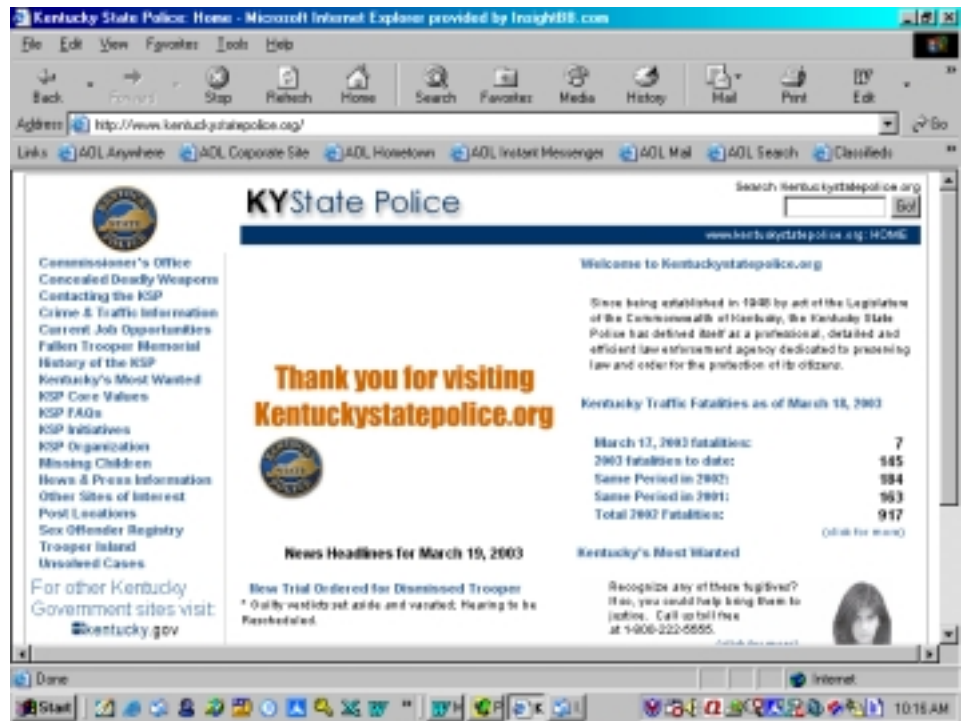 Kentucky State Police: Home - Microsoft Internet Explorer provided by InsightBB.com
File Edit View Favorites Tools Help
Back Forward Stop Refresh Home Search Favorites Media History Mail Print Edit
Address http://www.kentuckystatepolice.org/ Go
Links AOL Anywhere AOL Corporate Site AOL Hometown AOL Instant Messenger AOL Mail AOL Search Classifieds
KENTUCKY STATE POLICE
KYState Police
Search Kentuckystatepolice.org
Go!
www.kentuckystatepolice.org: HOME
Commissioner's Office
Concealed Deadly Weapons
Contacting the KSP
Crime & Traffic Information
Current Job Opportunities
Fallen Trooper Memorial
History of the KSP
Kentucky's Most Wanted
KSP Core Values
KSP FAQs
KSP Initiatives
KSP Organization
Missing Children
News & Press Information
Other Sites of Interest
Post Locations
Sex Offender Registry
Trooper Island
Unsolved Cases
For other Kentucky
Government sites visit:
kentucky.gov
Thank you for visiting
Kentuckystatepolice.org
News Headlines for March 19, 2003
New Trial Ordered for Dismissed Trooper
* Guilty verdict set aside and vacated; Hearing to be
Rescheduled.
Welcome to Kentuckystatepolice.org
Since being established in 1948 by act of the Legislature
of the Commonwealth of Kentucky, the Kentucky State
Police has defined itself as a professional, detailed and
efficient law enforcement agency dedicated to preserving
law and order for the protection of its citizens.
Kentucky Traffic Fatalities as of March 18, 2003
March 17, 2003 fatalities: 7
2003 fatalities to date:
Same Period in 2002: 184
Same Period in 2001: 163
Total 2002 Fatalities: 917
(click for more)
Kentucky's Most Wanted
Recognize any of these fugitives?
If so, you could help bring them to
justice. Call us toll free
at 1-800-222-5555.
(click for more)
Done Internet
Start 10:16 AM